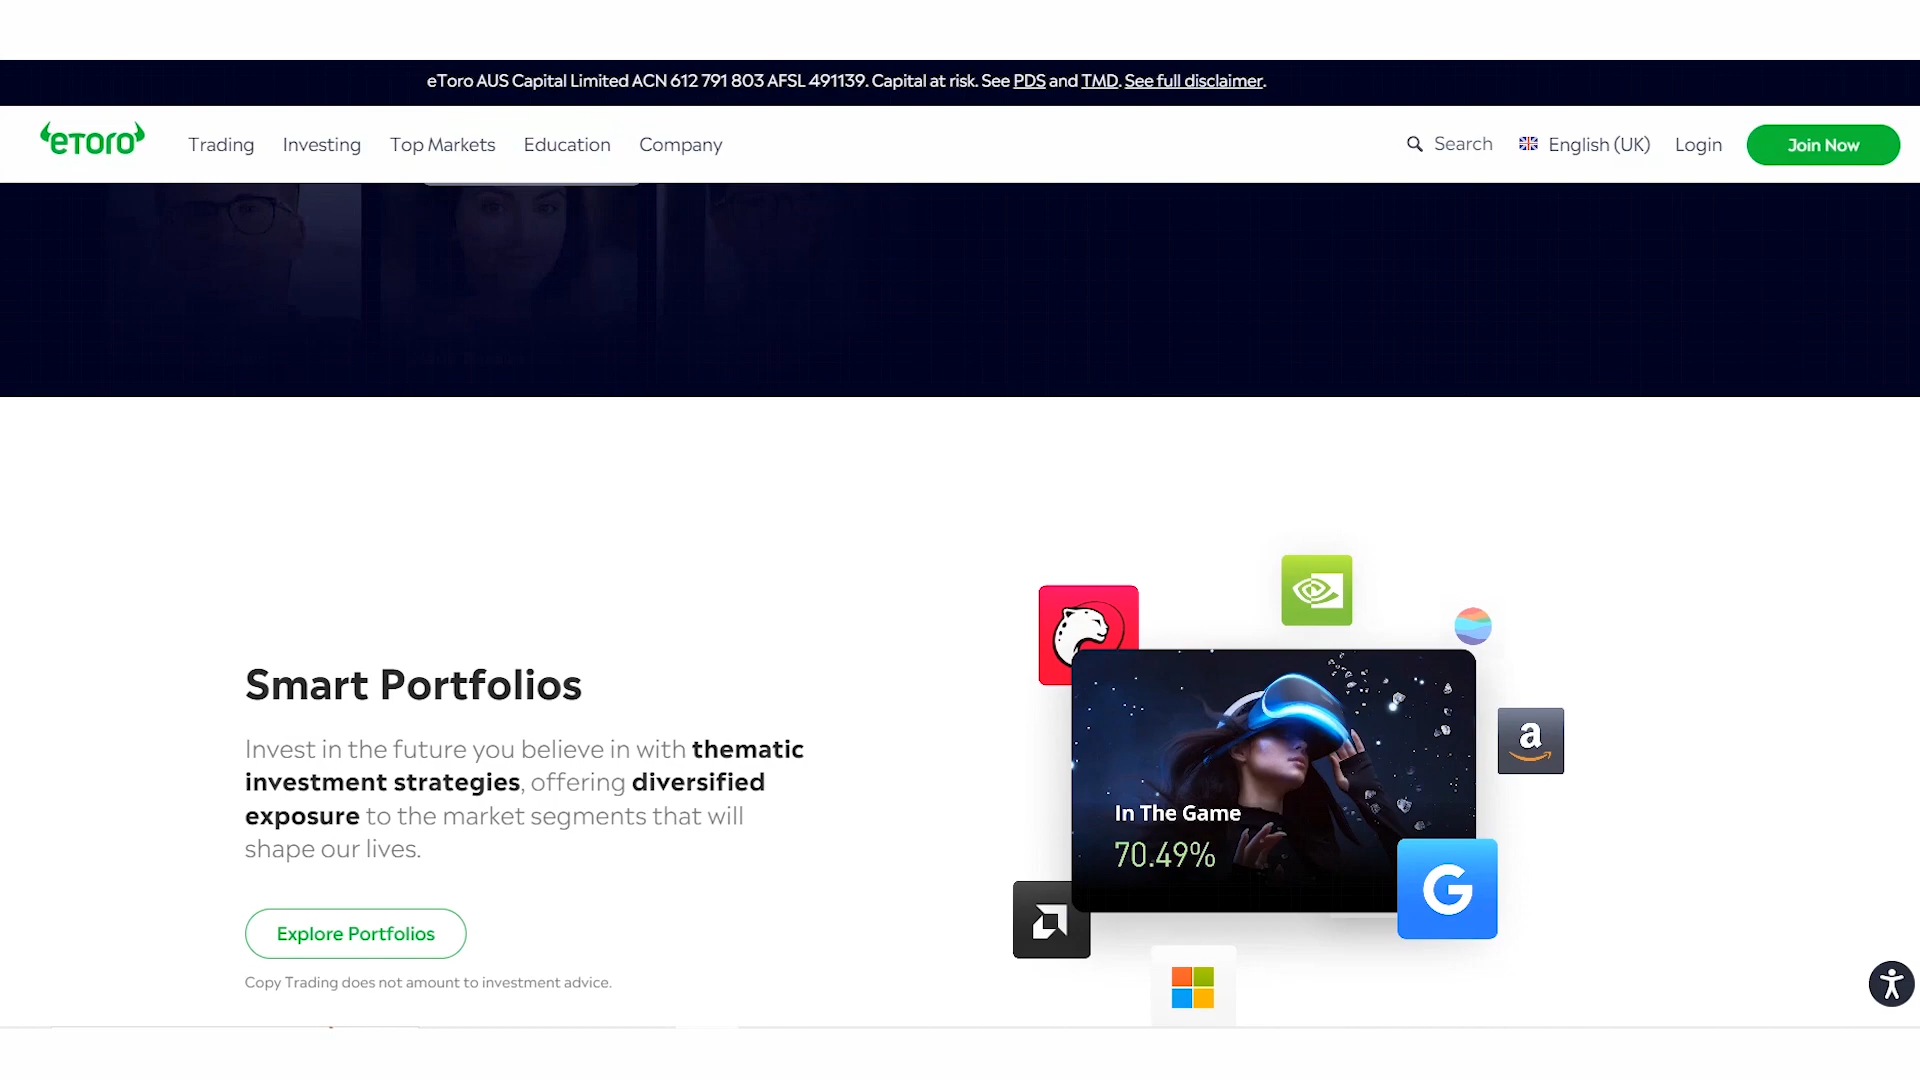 eToro AUS Capital Limited ACN 612 791 803 AFSL 491139. Capital at risk. See PDS and TMD. See full disclaimer.
eToro Trading Investing Top Markets Education Company Search English (UK) Login Join Now
Smart Portfolios
Invest in the future you believe in with thematic
investment strategies, offering diversified
exposure to the market segments that will
shape our lives.
Explore Portfolios
Copy Trading does not amount to investment advice.
In The Game
70.49%
a
G